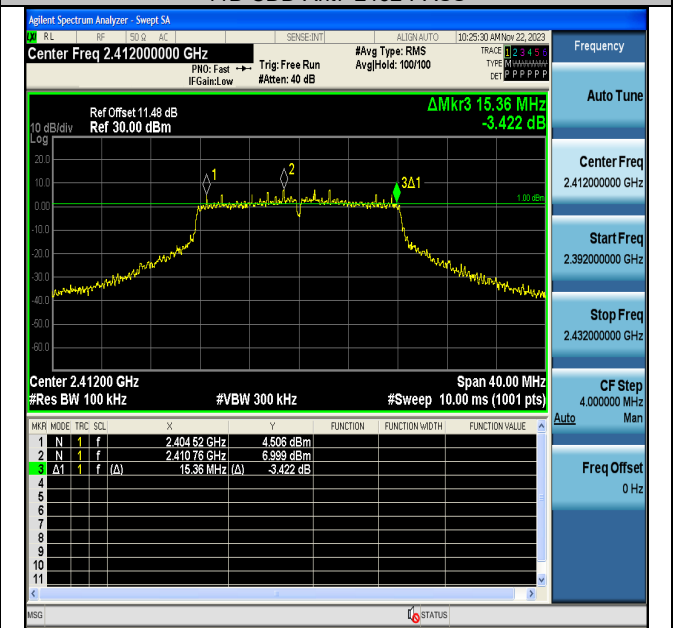 Agilent Spectrum Analyzer - Swept SA
RL RF 50 Ω AC SENSE:INT ALIGN AUTO 10:25:30 AM Nov 22, 2023
Center Freq 2.412000000 GHz
PNO: Fast
IFGain:Low
Trig: Free Run
#Atten: 40 dB
#Avg Type: RMS
Avg|Hold: 100/100
TRACE 1 2 3 4 5 6
TYPE M
DET P P P P P P
Ref Offset 11.48 dB
10 dB/div Ref 30.00 dBm
Log
ΔMkr3 15.36 MHz
-3.422 dB
20.0
10.0
0.00
-10.0
-20.0
-30.0
-40.0
-50.0
-60.0
1
2
3Δ1
1.00 dBm
Center 2.41200 GHz Span 40.00 MHz
#Res BW 100 kHz #VBW 300 kHz #Sweep 10.00 ms (1001 pts)
MKR MODE TRC SCL X Y FUNCTION FUNCTION WIDTH FUNCTION VALUE
1 N 1 f 2.404 52 GHz 4.506 dBm
2 N 1 f 2.410 76 GHz 6.999 dBm
3 Δ1 1 f (Δ) 15.36 MHz (Δ) -3.422 dB
4
5
6
7
8
9
10
11
MSG STATUS
Frequency
Auto Tune
Center Freq
2.412000000 GHz
Start Freq
2.392000000 GHz
Stop Freq
2.432000000 GHz
CF Step
4.000000 MHz
Auto Man
Freq Offset
0 Hz